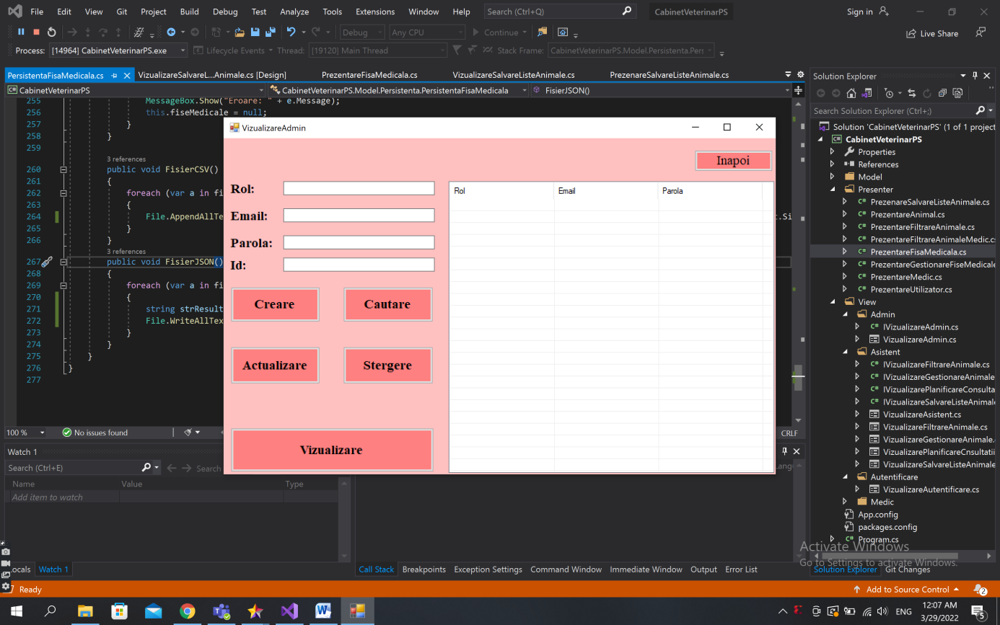 File Edit View Git Project Build Debug Test Analyze Tools Extensions Window Help Search (Ctrl+Q) CabinetVeterinarPS Sign in
Debug Any CPU Continue Live Share
Process: [14964] CabinetVeterinarPS.exe Lifecycle Events Thread: [19120] Main Thread Stack Frame: CabinetVeterinarPS.Model.Persistenta.Pers
PersistentaFisaMedicala.cs VizualizareSalvareL...Animale.cs [Design] PrezentareFisaMedicala.cs VizualizareSalvareListeAnimale.cs PrezenareSalvareListeAnimale.cs
CabinetVeterinarPS CabinetVeterinarPS.Model.Persistenta.PersistentaFisaMedicala FisierJSON()
255 MessageBox.Show("Eroare: " + e.Message);
256 this.fiseMedicale = null;
257 }
258 }
259
3 references
260 public void FisierCSV()
261 {
262 foreach (var a in fi
263 {
264 File.AppendAllTe t.Si
265 }
266 }
3 references
267 public void FisierJSON()
268 {
269 foreach (var a in fi
270 {
271 string strResult
272 File.WriteAllTex
273 }
274 }
275 }
276 }
277
100 % No issues found CRLF
VizualizareAdmin
Inapoi
Rol:
Email:
Parola:
Id:
Rol Email Parola
Creare Cautare
Actualizare Stergere
Vizualizare
Watch 1
Search (Ctrl+E) Search
Name Value Type
Add item to watch
Lang
ocals Watch 1
Call Stack Breakpoints Exception Settings Command Window Immediate Window Output Error List
Solution Explorer
Search Solution Explorer (Ctrl+;)
Solution 'CabinetVeterinarPS' (1 of 1 project
CabinetVeterinarPS
Properties
References
Model
Presenter
PrezenareSalvareListeAnimale.cs
PrezentareAnimal.cs
PrezentareFiltrareAnimale.cs
PrezentareFiltrareAnimaleMedic.cs
PrezentareFisaMedicala.cs
PrezentareGestionareFiseMedicale
PrezentareMedic.cs
PrezentareUtilizator.cs
View
Admin
IVizualizareAdmin.cs
VizualizareAdmin.cs
Asistent
IVizualizareFiltrareAnimale.cs
IVizualizareGestionareAnimale
IVizualizarePlanificareConsulta
IVizualizareSalvareListeAnimale
VizualizareAsistent.cs
VizualizareFiltrareAnimale.cs
VizualizareGestionareAnimale.
VizualizarePlanificareCnsultatii
VizualizareSalvareListeAnimale
Autentificare
VizualizareAutentificare.cs
Medic
App.config
packages.config
Program.cs
Activate Windows
Go to Settings to activate Windows.
Solution Explorer Git Changes
Ready Add to Source Control 2
ENG 12:07 AM
3/29/2022 5